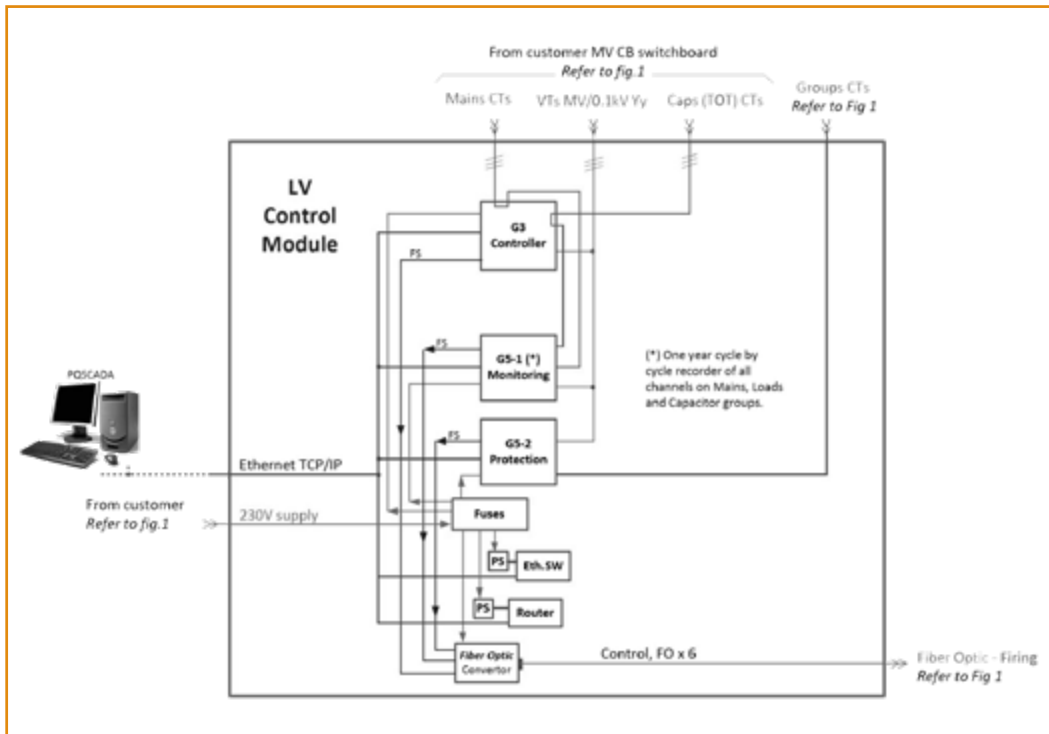 From customer MV CB switchboard
Refer to fig.1
Mains CTs
VTs MV/0.1kV Yy
Caps (TOT) CTs
Groups CTs
Refer to Fig 1
LV
Control
Module
G3
Controller
FS
FS
G5-1 (*)
Monitoring
(*) One year cycle by
cycle recorder of all
channels on Mains, Loads
and Capacitor groups.
PQSCADA
FS
G5-2
Protection
Ethernet TCP/IP
From customer
Refer to fig.1
230V supply
Fuses
PS
Eth.SW
PS
Router
Fiber Optic
Convertor
Control, FO x 6
Fiber Optic - Firing
Refer to Fig 1